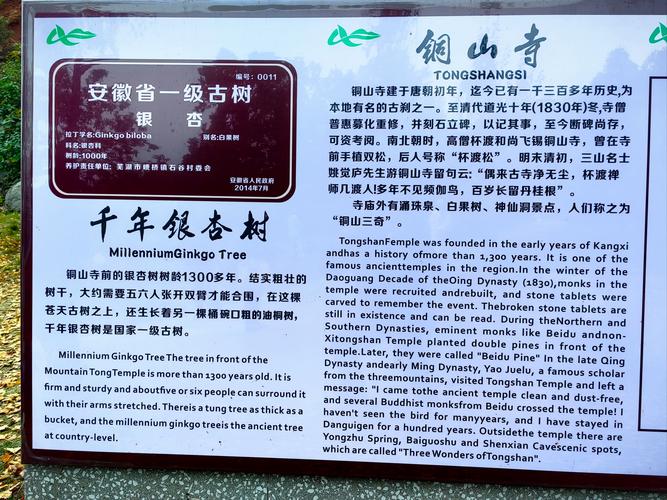 编号：0011
安徽省一级古树
银 杏
拉丁学名:Ginkgo biloba 别名:白果树
科名:银杏科
树龄:1000年
养护责任单位：芜湖市峨桥镇石谷村委会
安徽省人民政府
2014年7月
千年银杏树
MillenniumGinkgo Tree
铜山寺前的银杏树树龄1300多年。结实粗壮的
树干，大约需要五六人张开双臂才能合围，在这棵
苍天古树之上，还生长着另一棵桶碗口粗的油桐树，
千年银杏树是国家一级古树。
Millennium Ginkgo Tree The tree in front of the
Mountain TongTemple is more than 1300 years old. It is
firm and sturdy and aboutfive or six people can surround it
with their arms stretched. Thereis a tung tree as thick as a
bucket, and the millennium ginkgo treeis the ancient tree
at country-level.
铜山寺
TONGSHANGSI
铜山寺建于唐朝初年，迄今已有一千三百多年历史,为
本地有名的古刹之一。至清代道光十年(1830年)冬,寺僧
普惠募化重修，并刻石立碑，以记其事，至今断碑尚存，
可资考阅。南北朝时，高僧杯渡和尚飞锡铜山寺，曾在寺
前手植双松，后人号称“杯渡松”。明末清初，三山名士
姚觉庐先生游铜山寺留句云:“偶来古寺净无尘，杯渡禅
师几渡人!多年不见频伽鸟，百岁长留丹桂根”。
寺庙外有涌珠泉、白果树、神仙洞景点，人们称之为
“铜山三奇”。
TongshanFemple was founded in the early years of Kangxi
andhas a history ofmore than 1,300 years. It is one of the
famous ancienttemples in the region.In the winter of the
Daoguang Decade of theQing Dynasty (1830),monks in the
temple were recruited andrebuilt, and stone tablets were
carved to remember the event. Thebroken stone tablets are
still in existence and can be read. During theNorthern and
Southern Dynasties, eminent monks like Beidu andnon-
Xitongshan Temple planted double pines in front of the
temple.Later, they were called "Beidu Pine" In the late Qing
Dynasty andearly Ming Dynasty, Yao Juelu, a famous scholar
from the threemountains, visited Tongshan Temple and left a
message: "I came tothe ancient temple clean and dust-free,
and several Buddhist monksfrom Beidu crossed the temple! I
haven't seen the bird for manyyears, and I have stayed in
Danguigen for a hundred years. Outsidethe temple there are
Yongzhu Spring, Baiguoshu and Shenxian Cavescenic spots,
which are called "Three Wonders ofTongshan".